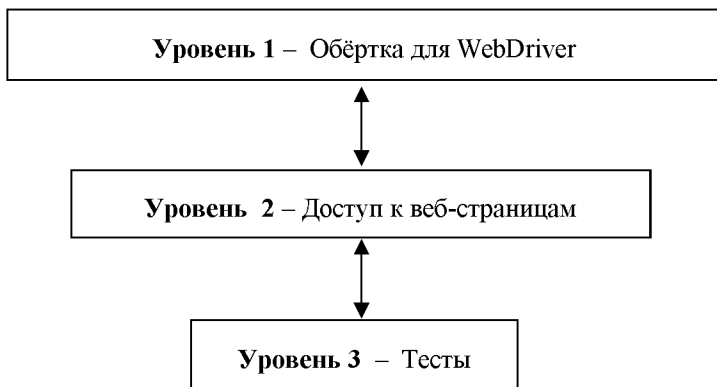 Уровень 1 – Обёртка для WebDriver
Уровень 2 – Доступ к веб-страницам
Уровень 3 – Тесты